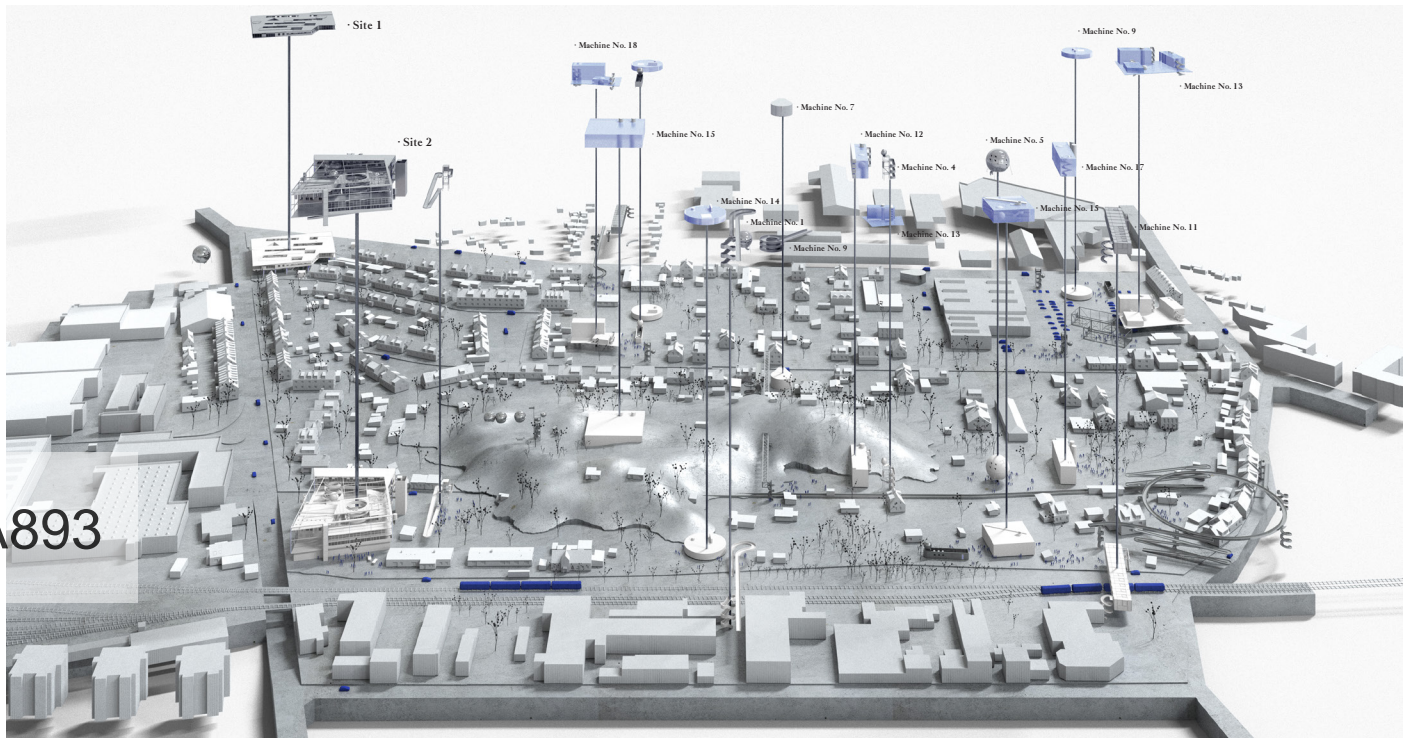 · Site 1
· Machine No. 18
· Machine No. 9
· Machine No. 13
· Machine No. 7
· Machine No. 15
· Machine No. 12
· Site 2
· Machine No. 5
· Machine No. 4
· Machine No. 17
· Machine No. 14
· Machine No. 15
· Machine No. 1
· Machine No. 11
· Machine No. 13
· Machine No. 9
A893